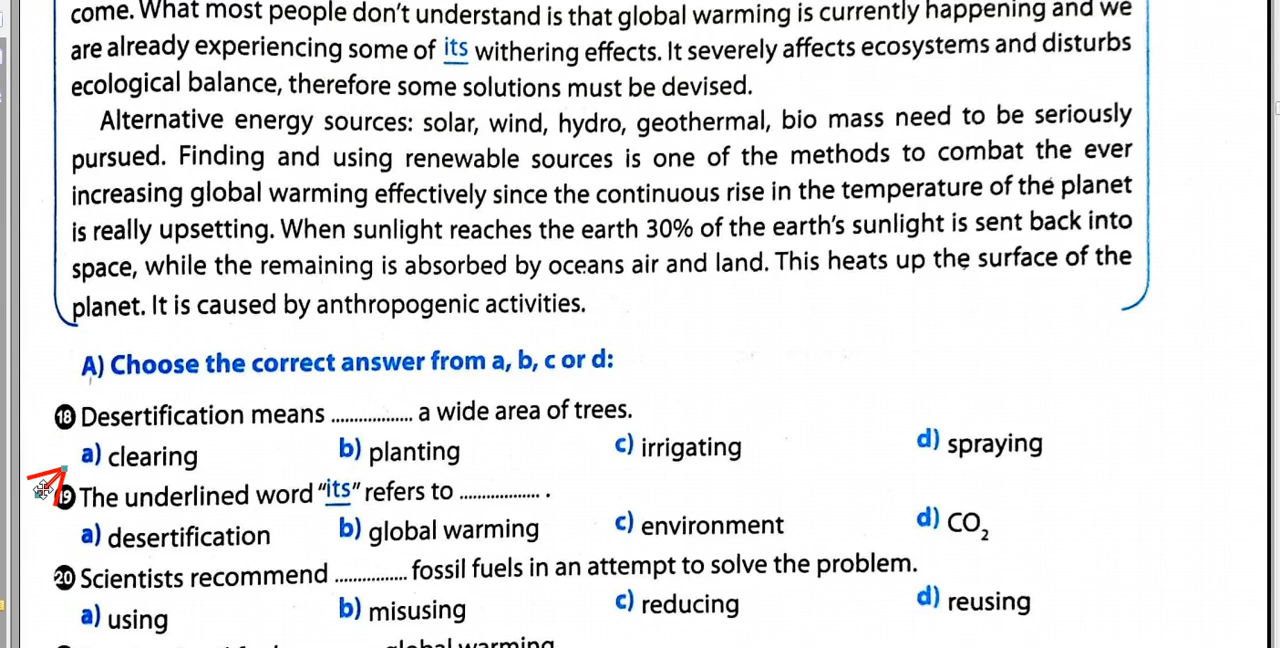 come. What most people don't understand is that global warming is currently happening and we
are already experiencing some of its withering effects. It severely affects ecosystems and disturbs
ecological balance, therefore some solutions must be devised.
Alternative energy sources: solar, wind, hydro, geothermal, bio mass need to be seriously
pursued. Finding and using renewable sources is one of the methods to combat the ever
increasing global warming effectively since the continuous rise in the temperature of the planet
is really upsetting. When sunlight reaches the earth 30% of the earth's sunlight is sent back into
space, while the remaining is absorbed by oceans air and land. This heats up the surface of the
planet. It is caused by anthropogenic activities.
A) Choose the correct answer from a, b, c or d:
18 Desertification means ................. a wide area of trees.
a) clearing b) planting c) irrigating d) spraying
19 The underlined word "its" refers to ................. .
a) desertification b) global warming c) environment d) CO₂
20 Scientists recommend ............... fossil fuels in an attempt to solve the problem.
a) using b) misusing c) reducing d) reusing
global warming